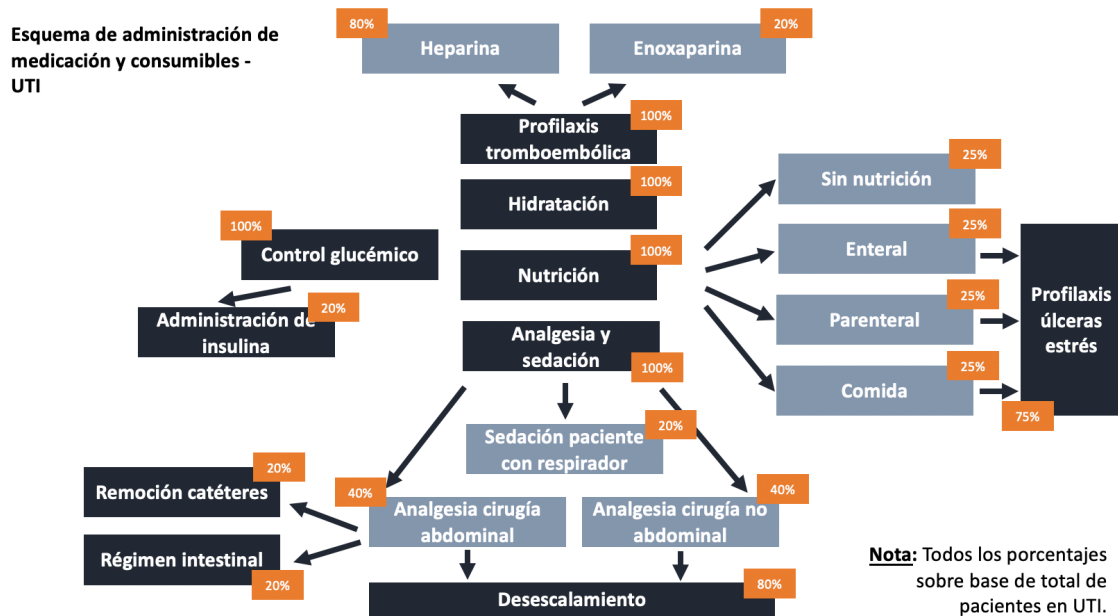 Esquema de administración de
medicación y consumibles -
UTI
80%
Heparina
20%
Enoxaparina
100%
Profilaxis
tromboembólica
100%
Hidratación
100%
Control glucémico
20%
Administración de
insulina
100%
Nutrición
25%
Sin nutrición
25%
Enteral
25%
Parenteral
25%
Comida
Profilaxis
úlceras
estrés
75%
Analgesia y
sedación
100%
20%
Sedación paciente
con respirador
40%
Analgesia cirugía
abdominal
40%
Analgesia cirugía no
abdominal
20%
Remoción catéteres
Régimen intestinal
20%
80%
Desescalamiento
Nota: Todos los porcentajes
sobre base de total de
pacientes en UTI.